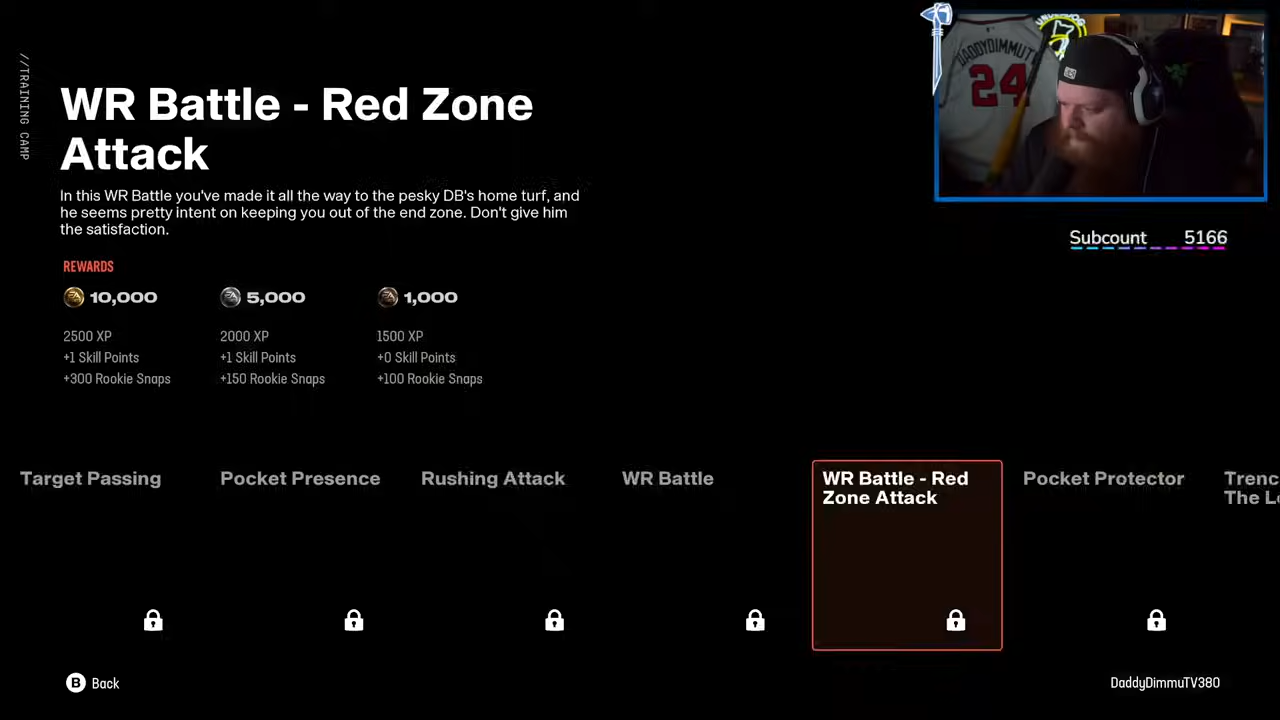 //TRAINING CAMP
WR Battle - Red Zone
Attack
In this WR Battle you've made it all the way to the pesky DB's home turf, and
he seems pretty intent on keeping you out of the end zone. Don't give him
the satisfaction.
REWARDS
10,000
5,000
1,000
2500 XP
2000 XP
1500 XP
+1 Skill Points
+1 Skill Points
+0 Skill Points
+300 Rookie Snaps
+150 Rookie Snaps
+100 Rookie Snaps
DADDYDIMMUT
24
Subcount 5166
Target Passing
Pocket Presence
Rushing Attack
WR Battle
WR Battle - Red
Zone Attack
Pocket Protector
Trenc
The L
B Back
DaddyDimmuTV380